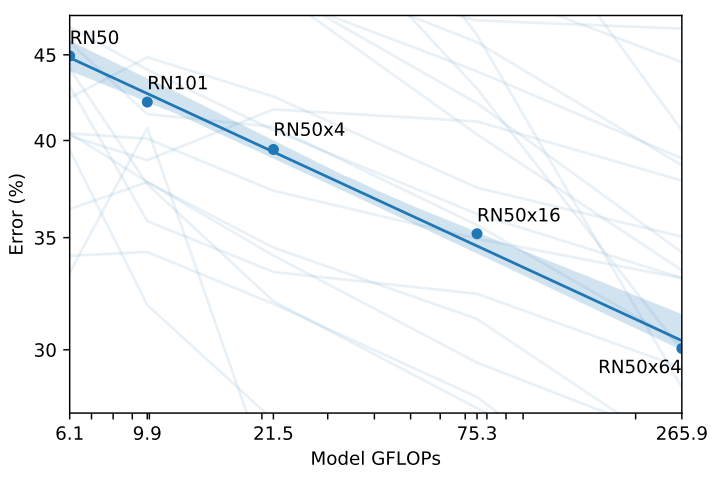 RN50
45
RN101
RN50x4
40
RN50x16
35
Error (%)
30
RN50x64
6.1 9.9 21.5 75.3 265.9
Model GFLOPs